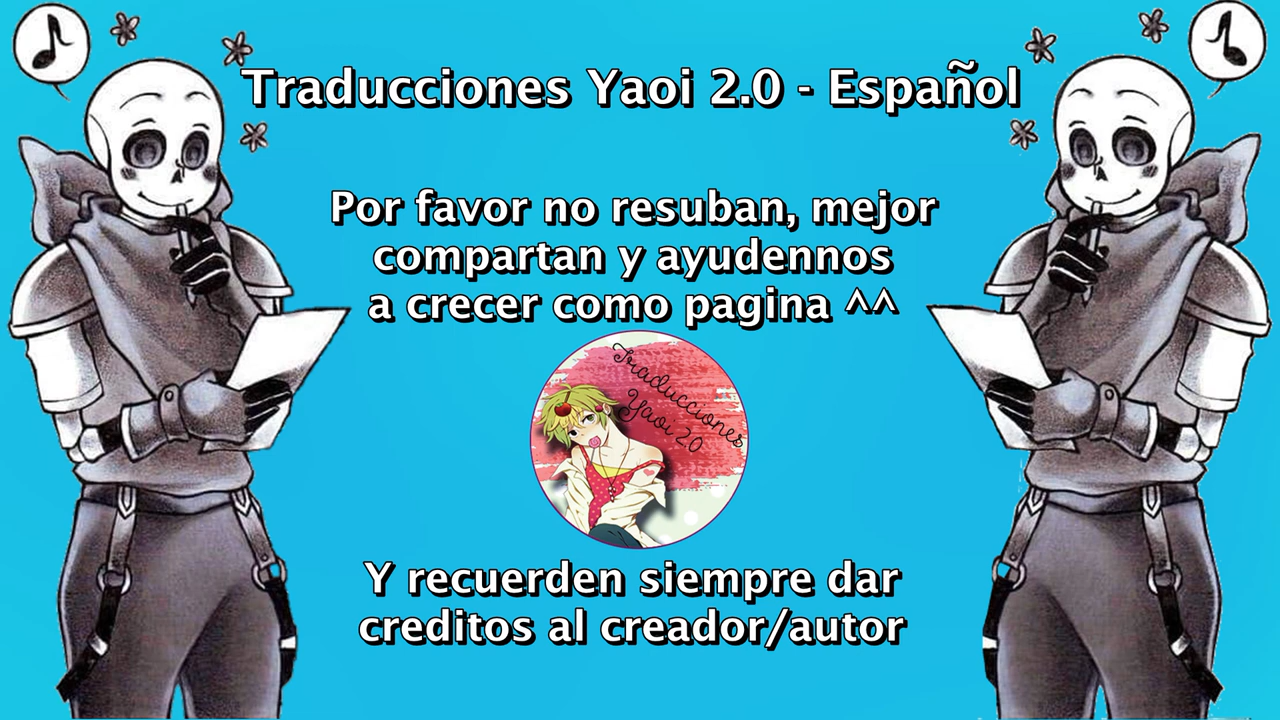 Traducciones Yaoi 2.0 - Español
Por favor no resuban, mejor
compartan y ayudennos
a crecer como pagina ^^
Traducciones
Yaoi 2.0
Y recuerden siempre dar
creditos al creador/autor